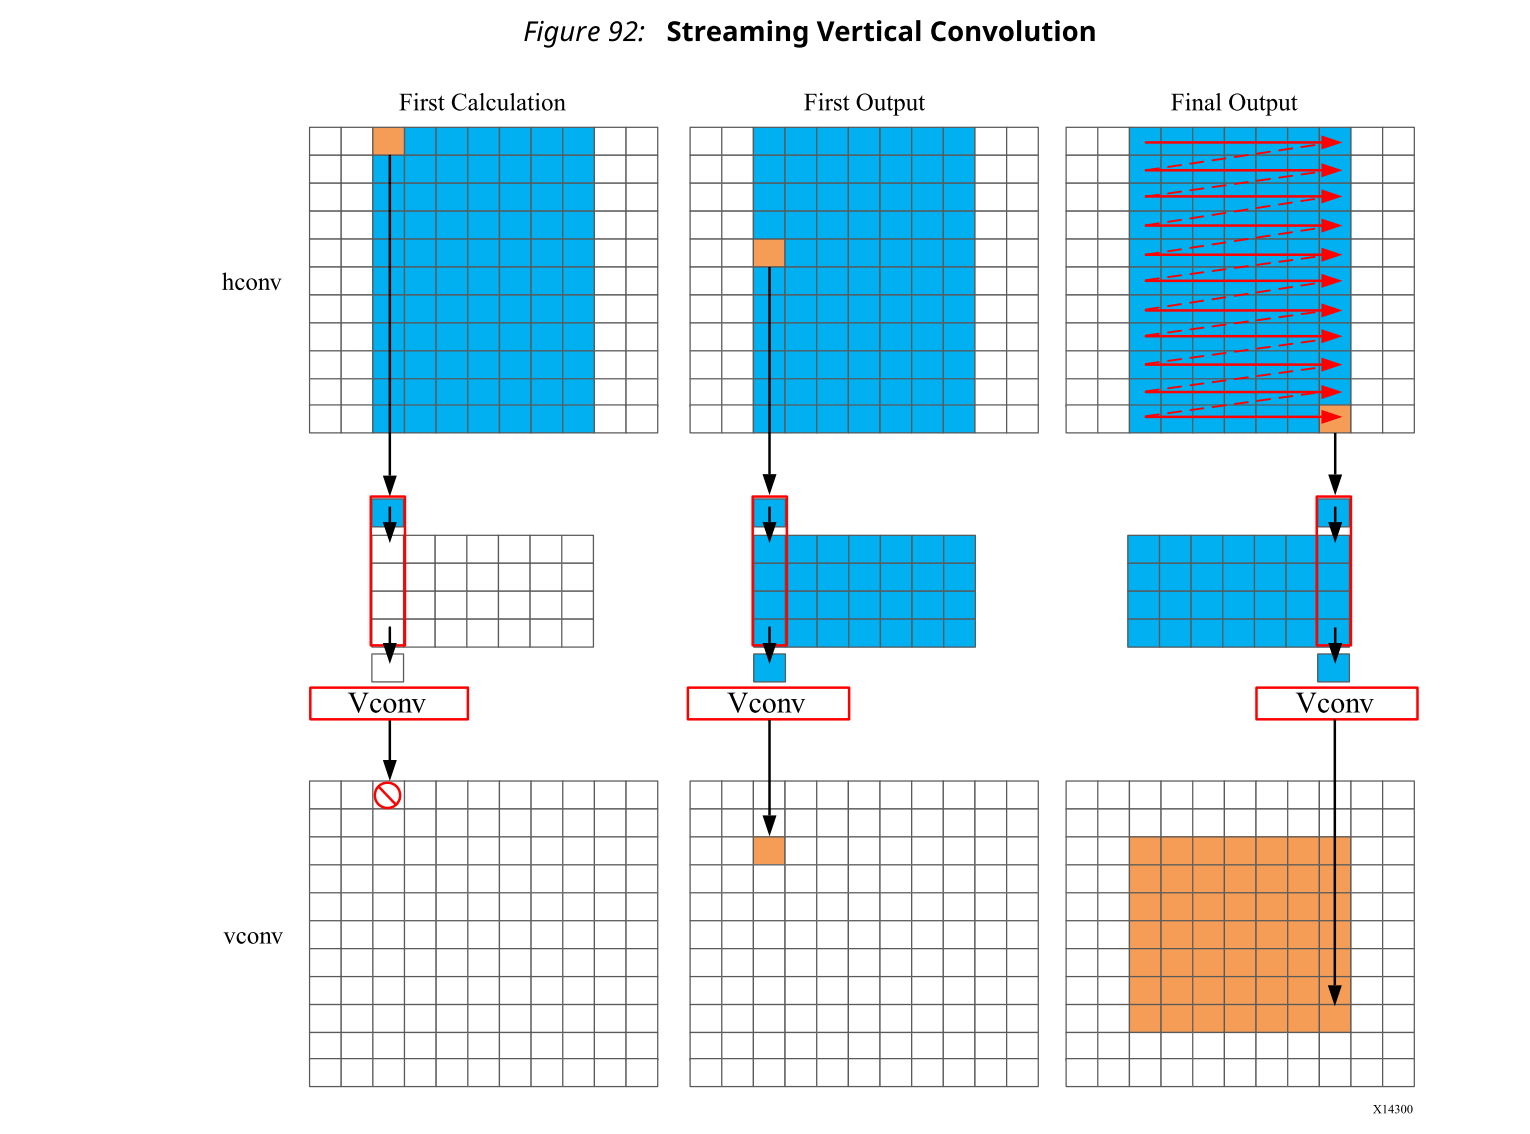 Figure 92: Streaming Vertical Convolution
First Calculation
First Output
Final Output
hconv
Vconv
Vconv
Vconv
vconv
X14300